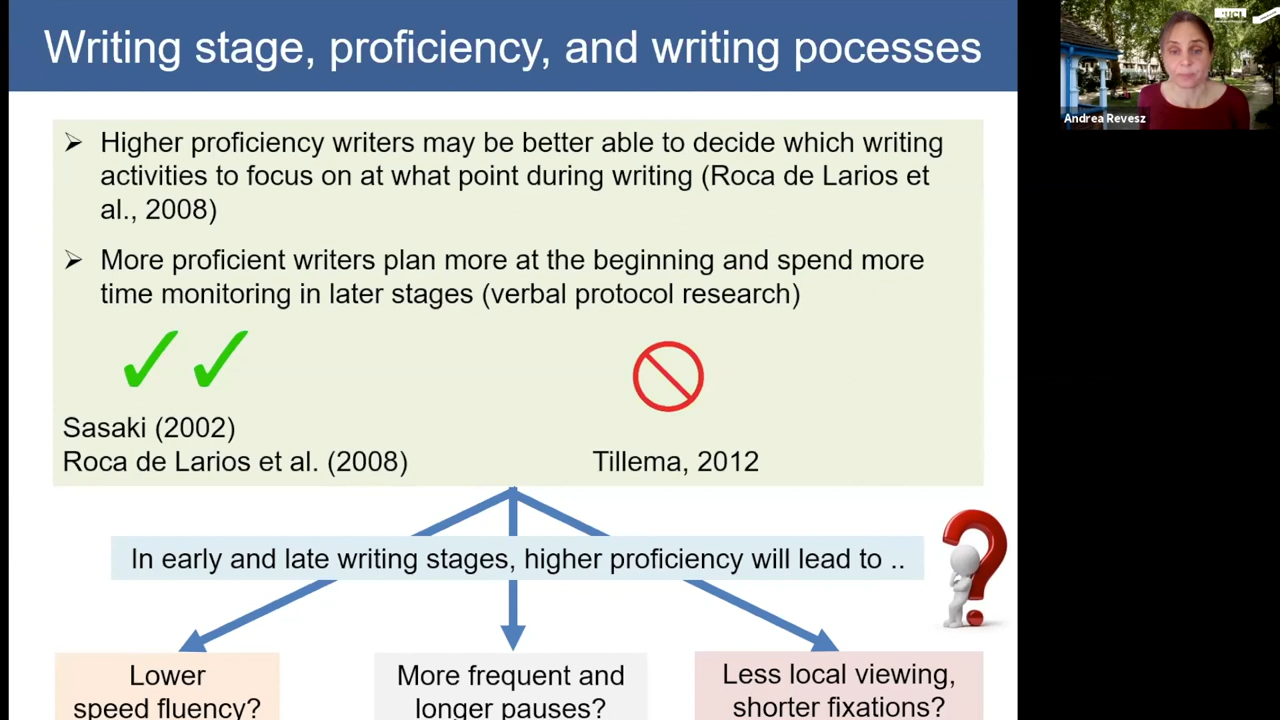 Writing stage, proficiency, and writing pocesses
➢ Higher proficiency writers may be better able to decide which writing
activities to focus on at what point during writing (Roca de Larios et
al., 2008)
➢ More proficient writers plan more at the beginning and spend more
time monitoring in later stages (verbal protocol research)
Sasaki (2002)
Roca de Larios et al. (2008)
Tillema, 2012
In early and late writing stages, higher proficiency will lead to ..
Lower
speed fluency?
More frequent and
longer pauses?
Less local viewing,
shorter fixations?
Andrea Revesz